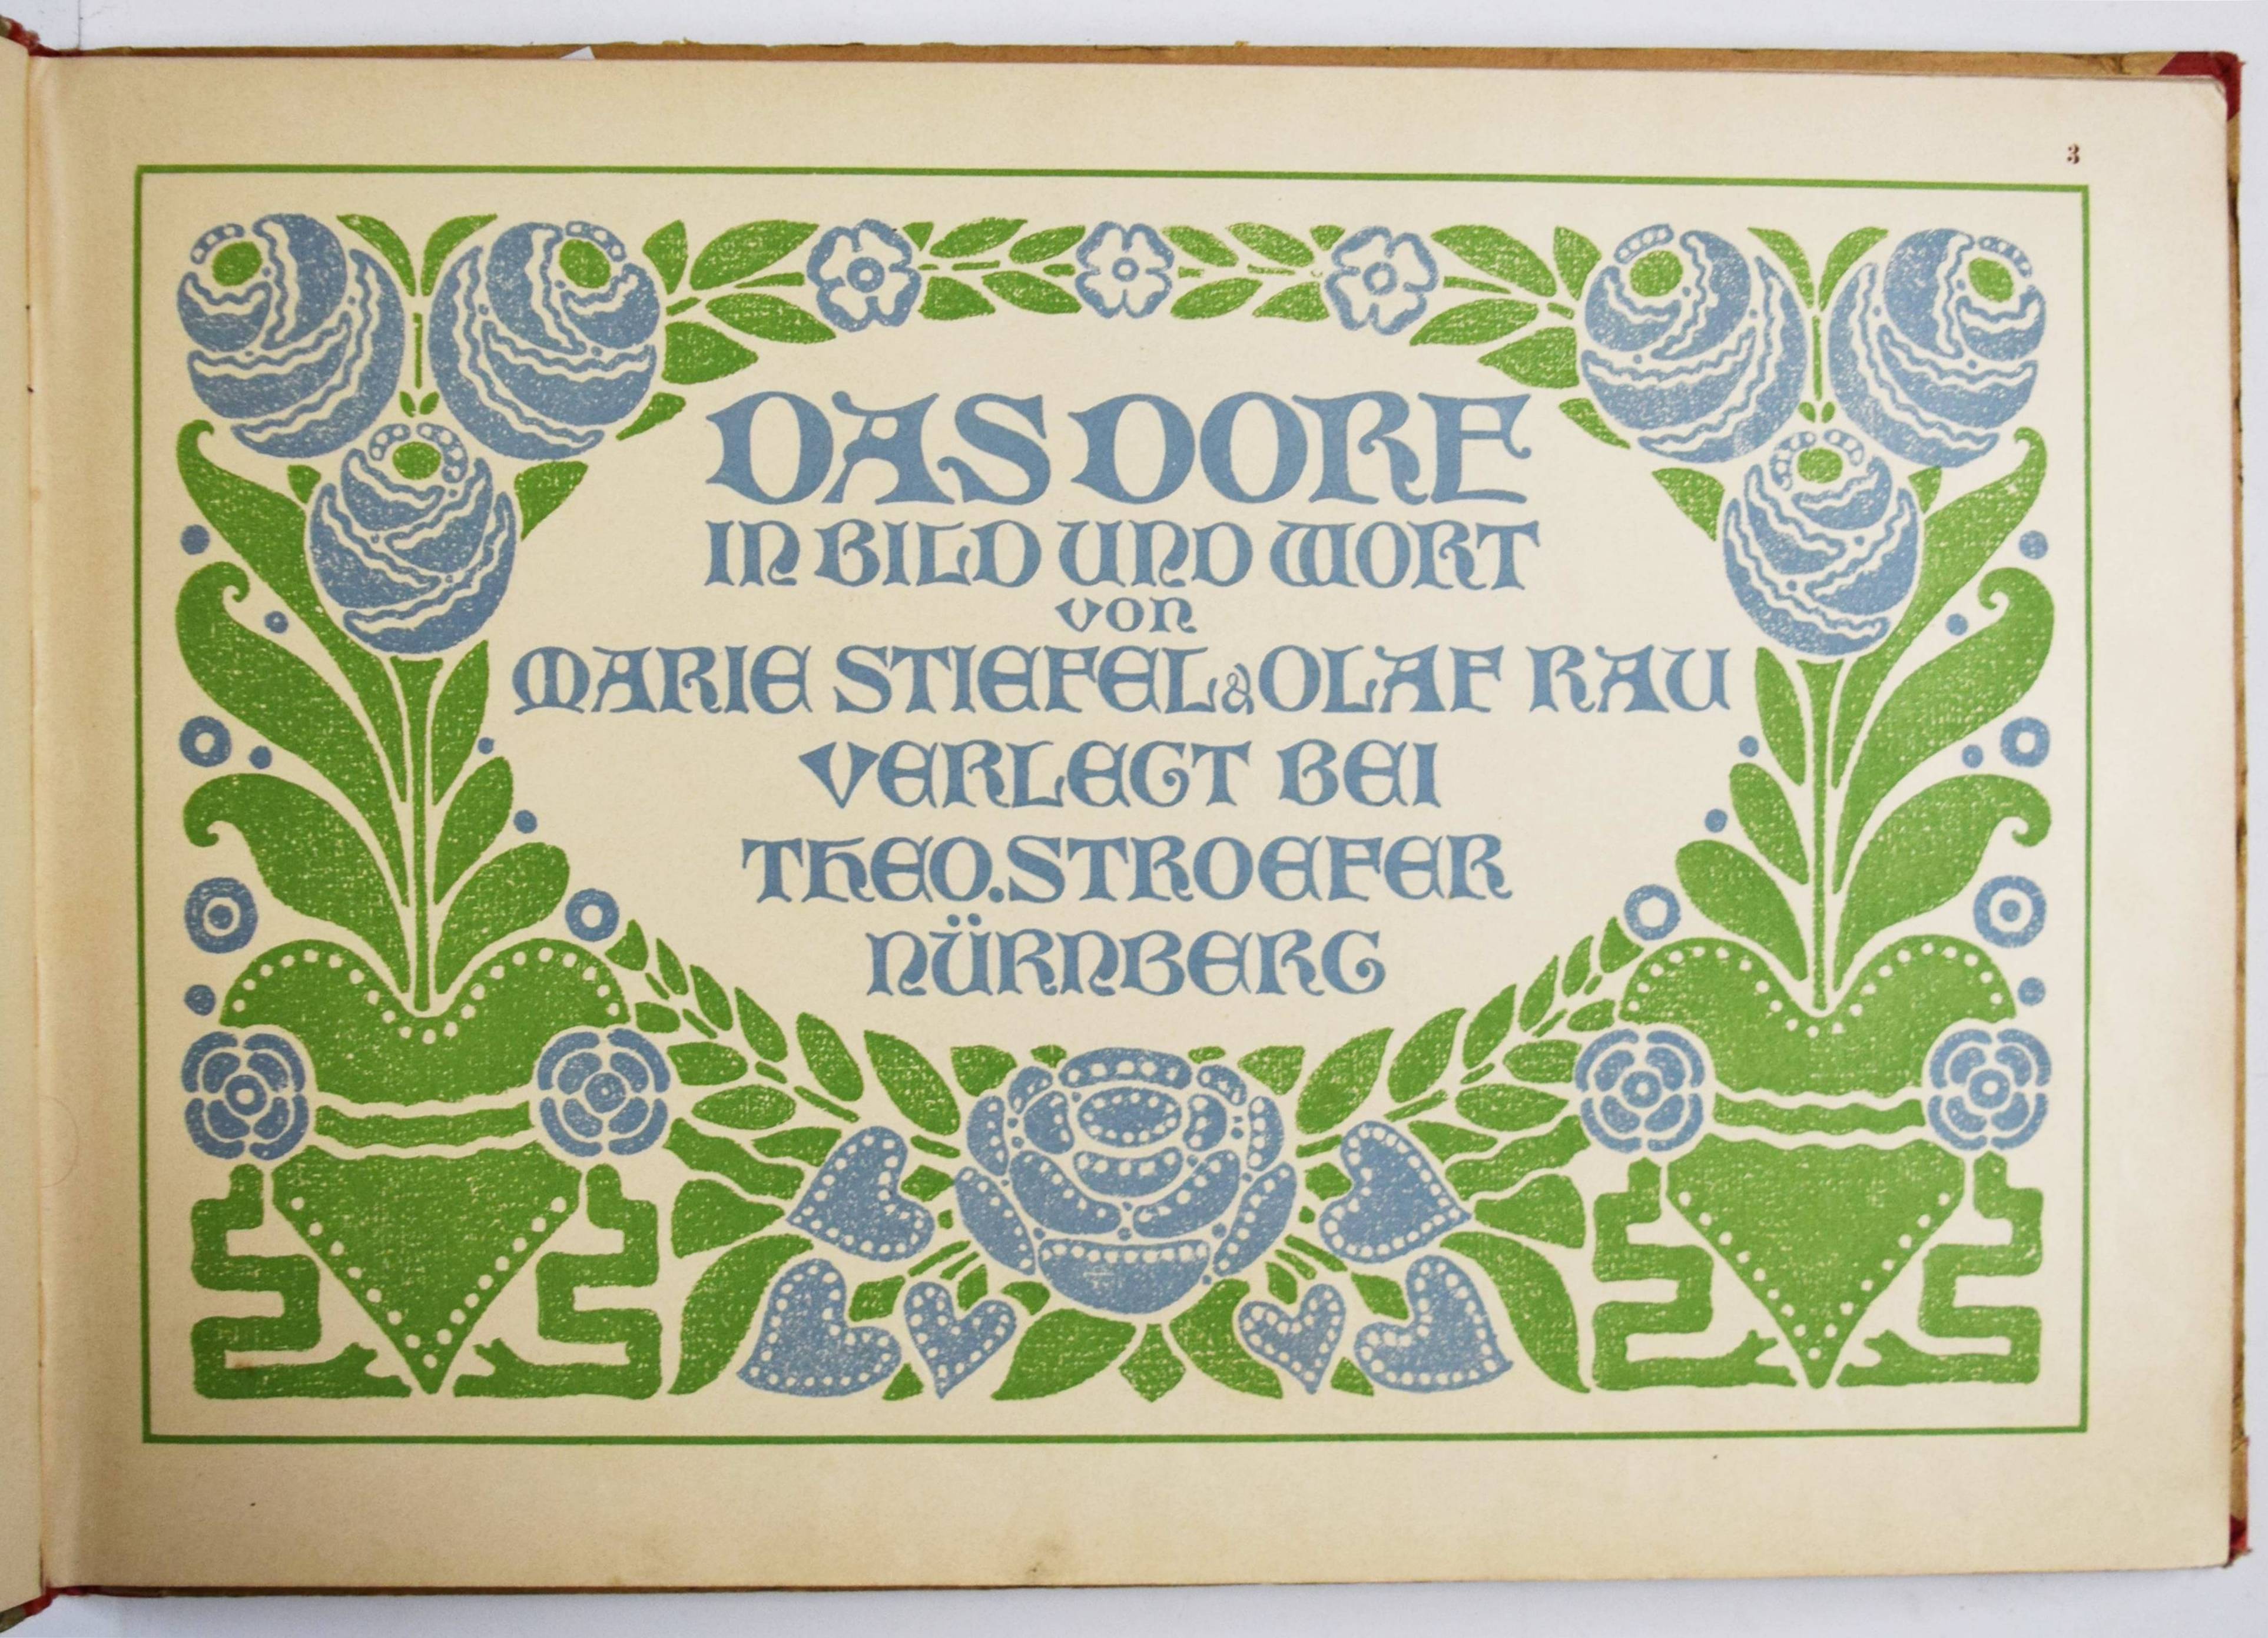 3
DAS DORF
IN BILD UND WORT
VON
MARIE STIEFEL & OLAF RAU
VERLEGT BEI
THEO. STROEFER
NÜRNBERG